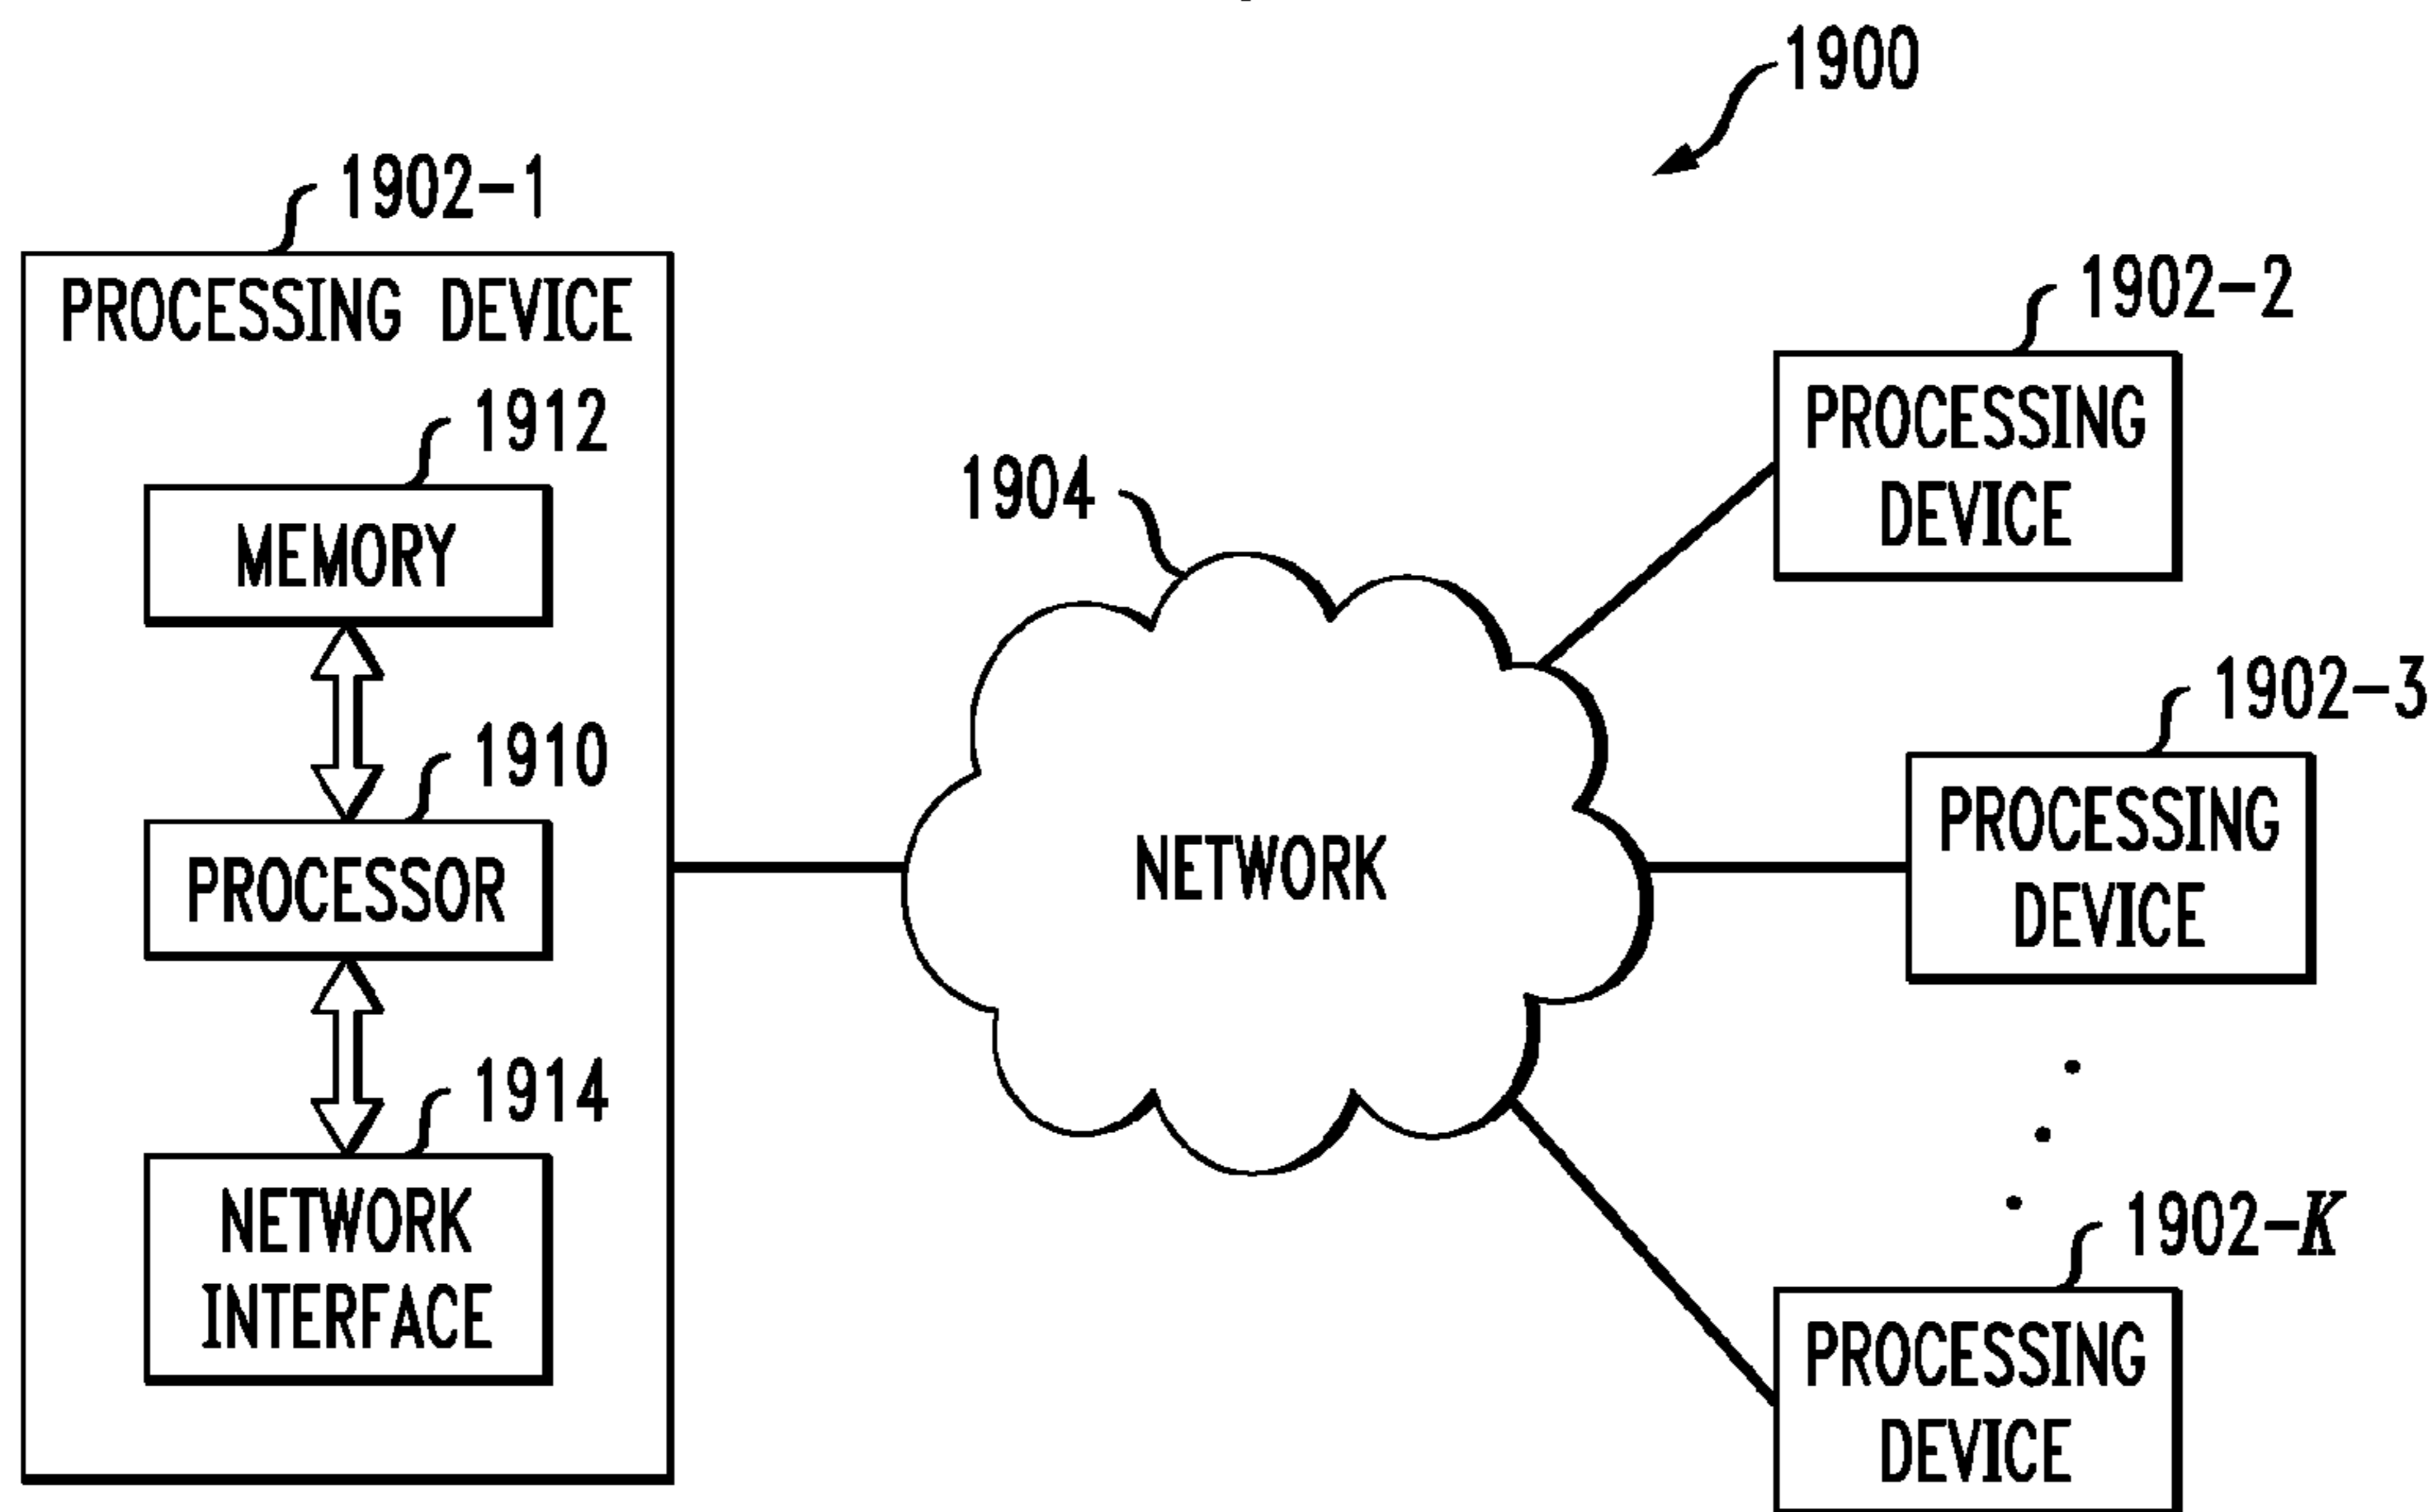 1900
1902-1
PROCESSING DEVICE
1912
MEMORY
1910
PROCESSOR
1914
NETWORK
INTERFACE
1904
NETWORK
1902-2
PROCESSING
DEVICE
1902-3
PROCESSING
DEVICE
1902-K
PROCESSING
DEVICE